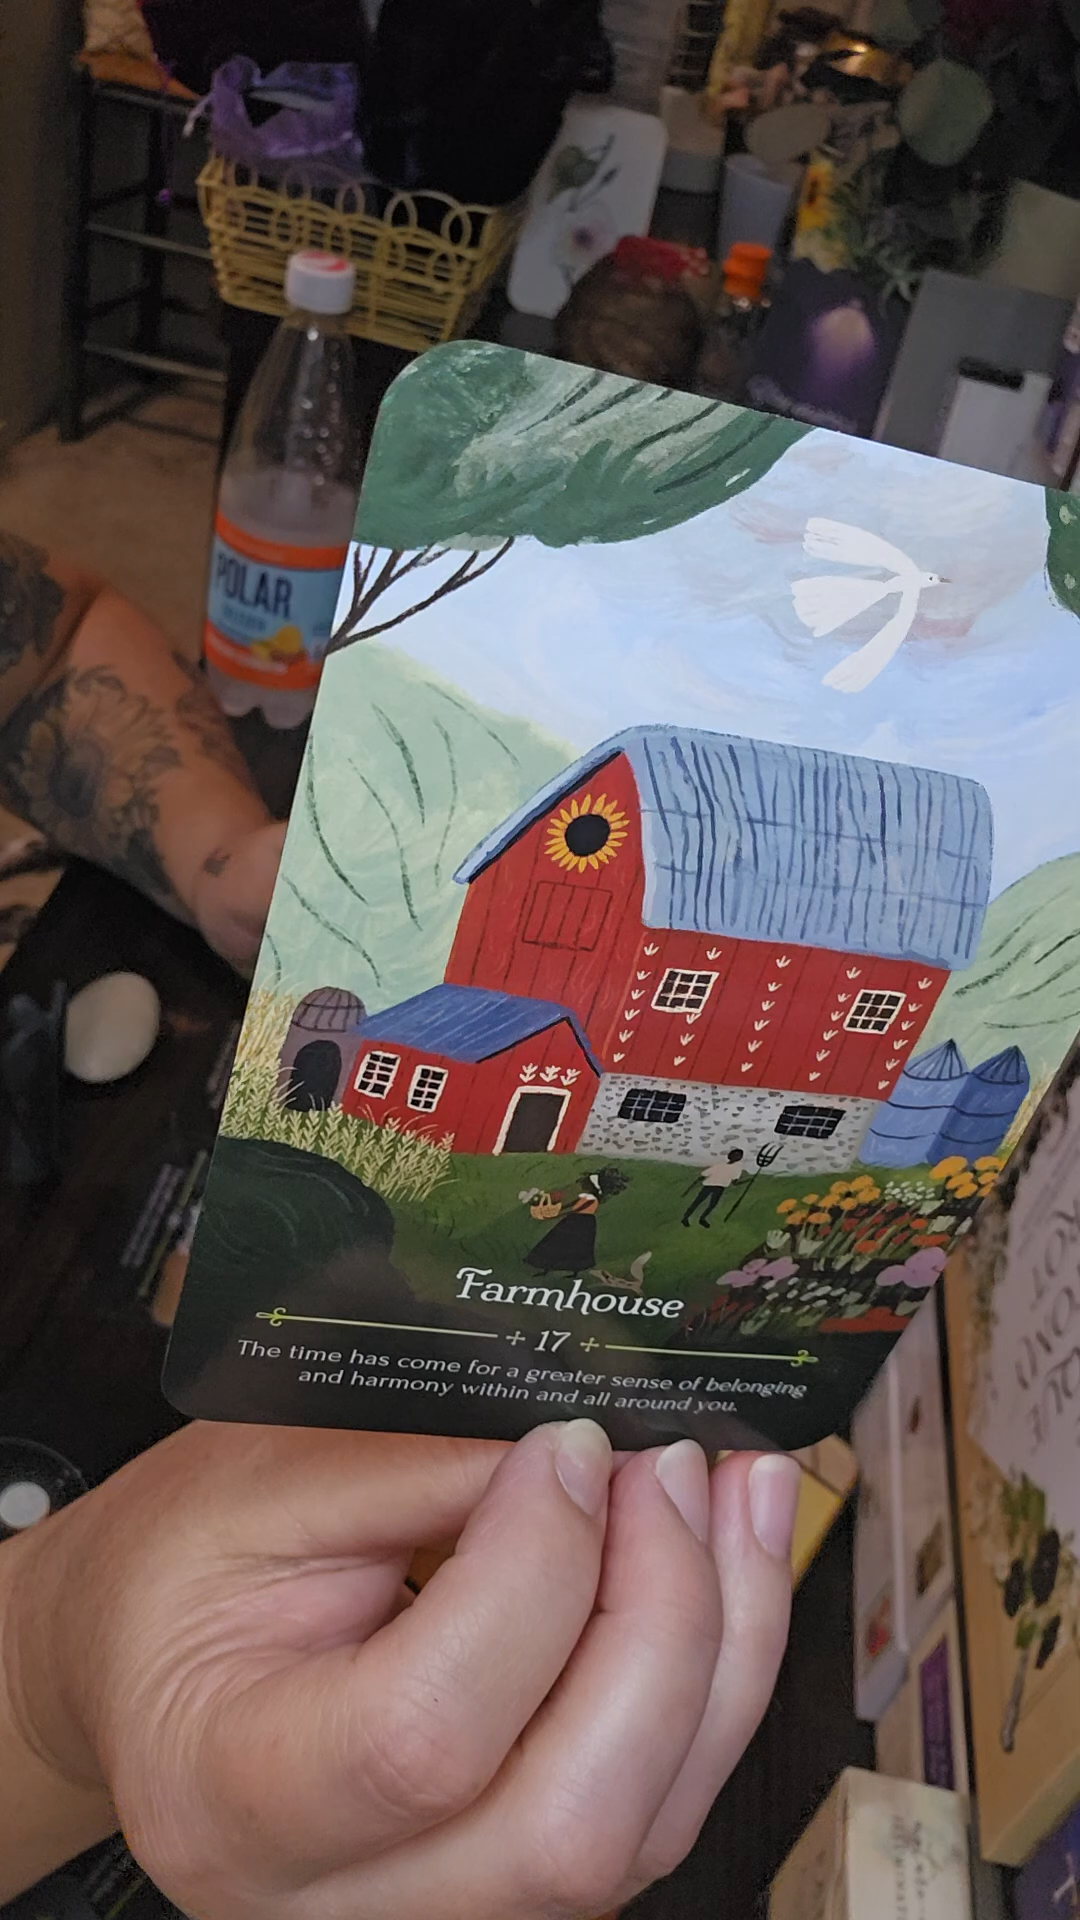 POLAR
Farmhouse
17
The time has come for a greater sense of belonging
and harmony within and all around you.